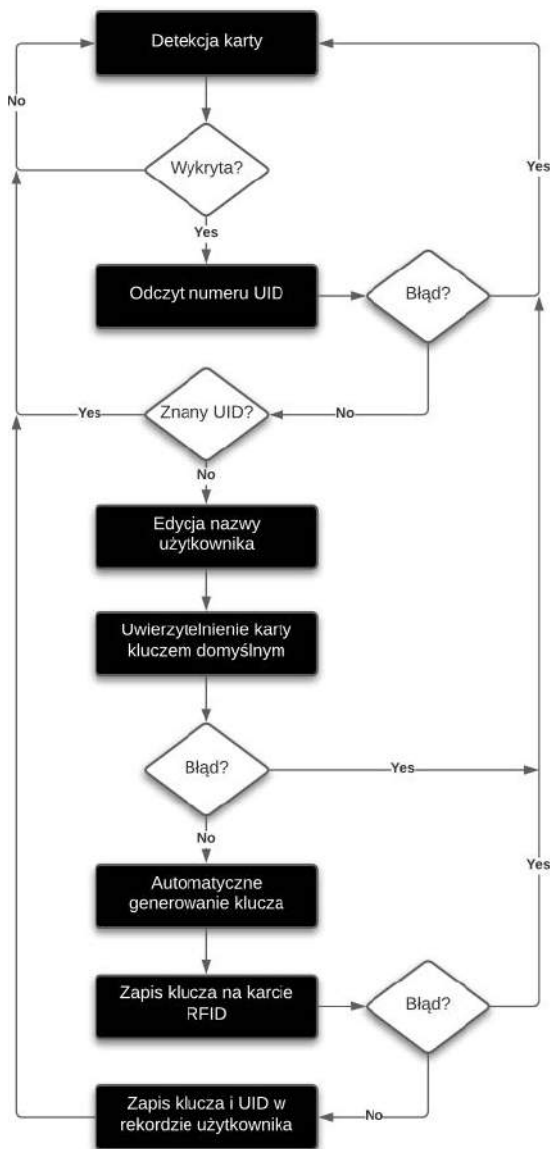 Detekcja karty
No
Wykryta?
Yes
Yes
Odczyt numeru UID
Błąd?
Yes
Znany UID?
No
No
Edycja nazwy
użytkownika
Uwierzytelnienie karty
kluczem domyślnym
Błąd?
Yes
No
Automatyczne
generowanie klucza
Yes
Zapis klucza na karcie
RFID
Błąd?
Zapis klucza i UID w
rekordzie użytkownika
No